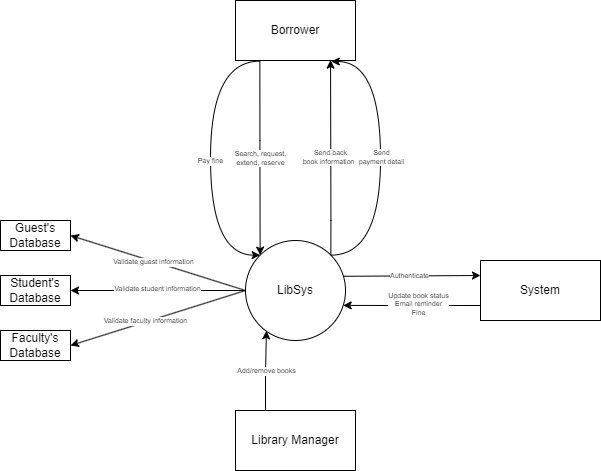 Borrower
Pay fine
Search, request,
extend, reserve
Send back
book information
Send
payment detail
Guest's
Database
Validate guest information
Student's
Database
Validate student information
Faculty's
Database
Validate faculty information
LibSys
Authenticate
System
Update book status
Email reminder
Fine
Add/remove books
Library Manager